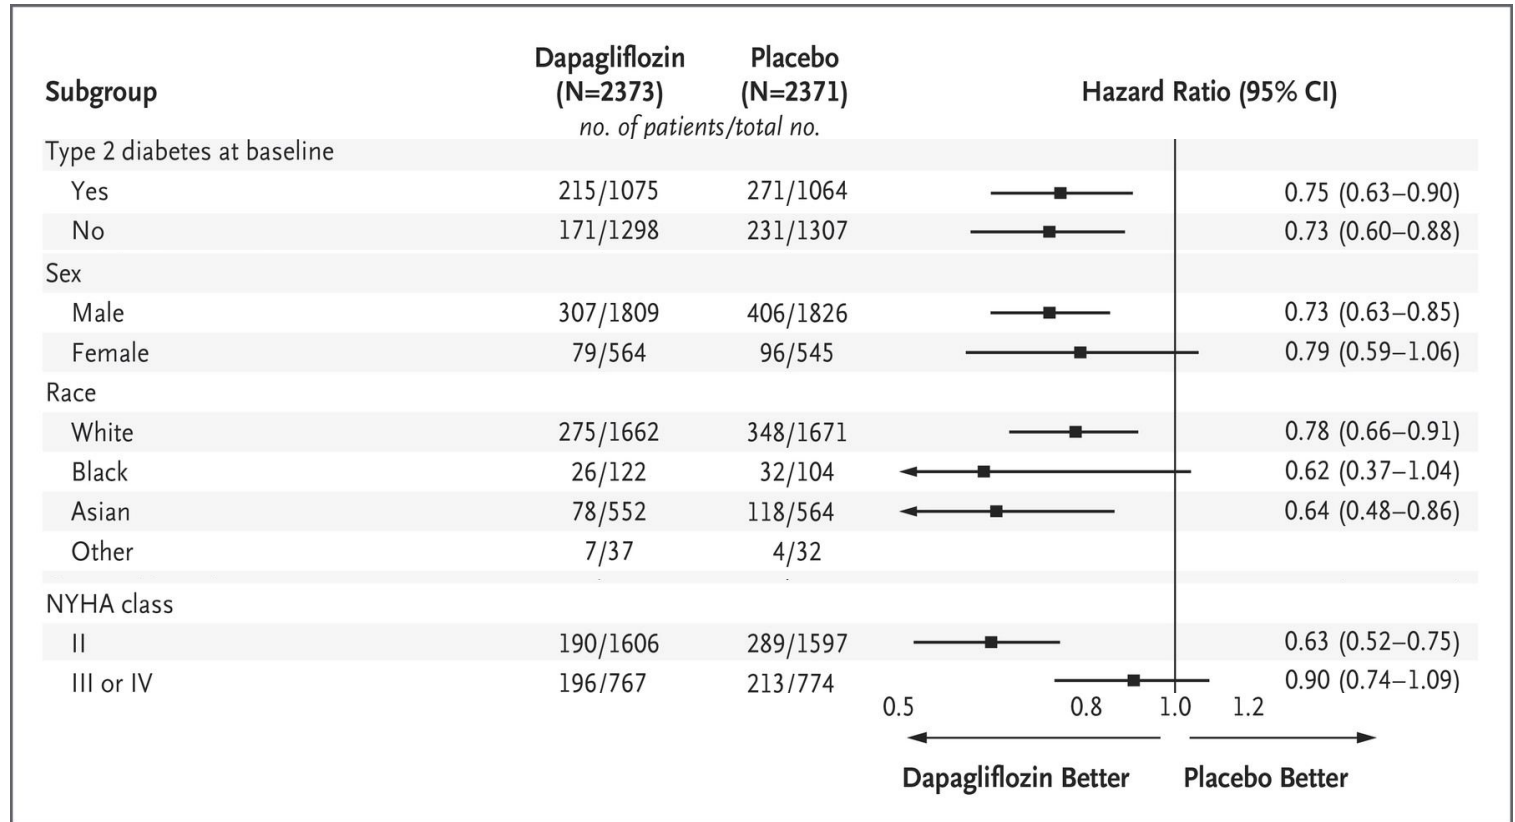 Dapagliflozin Placebo
Subgroup (N=2373) (N=2371) Hazard Ratio (95% CI)
no. of patients/total no.
Type 2 diabetes at baseline
Yes 215/1075 271/1064 0.75 (0.63–0.90)
No 171/1298 231/1307 0.73 (0.60–0.88)
Sex
Male 307/1809 406/1826 0.73 (0.63–0.85)
Female 79/564 96/545 0.79 (0.59–1.06)
Race
White 275/1662 348/1671 0.78 (0.66–0.91)
Black 26/122 32/104 0.62 (0.37–1.04)
Asian 78/552 118/564 0.64 (0.48–0.86)
Other 7/37 4/32
NYHA class
II 190/1606 289/1597 0.63 (0.52–0.75)
III or IV 196/767 213/774 0.90 (0.74–1.09)
0.5 0.8 1.0 1.2
Dapagliflozin Better Placebo Better